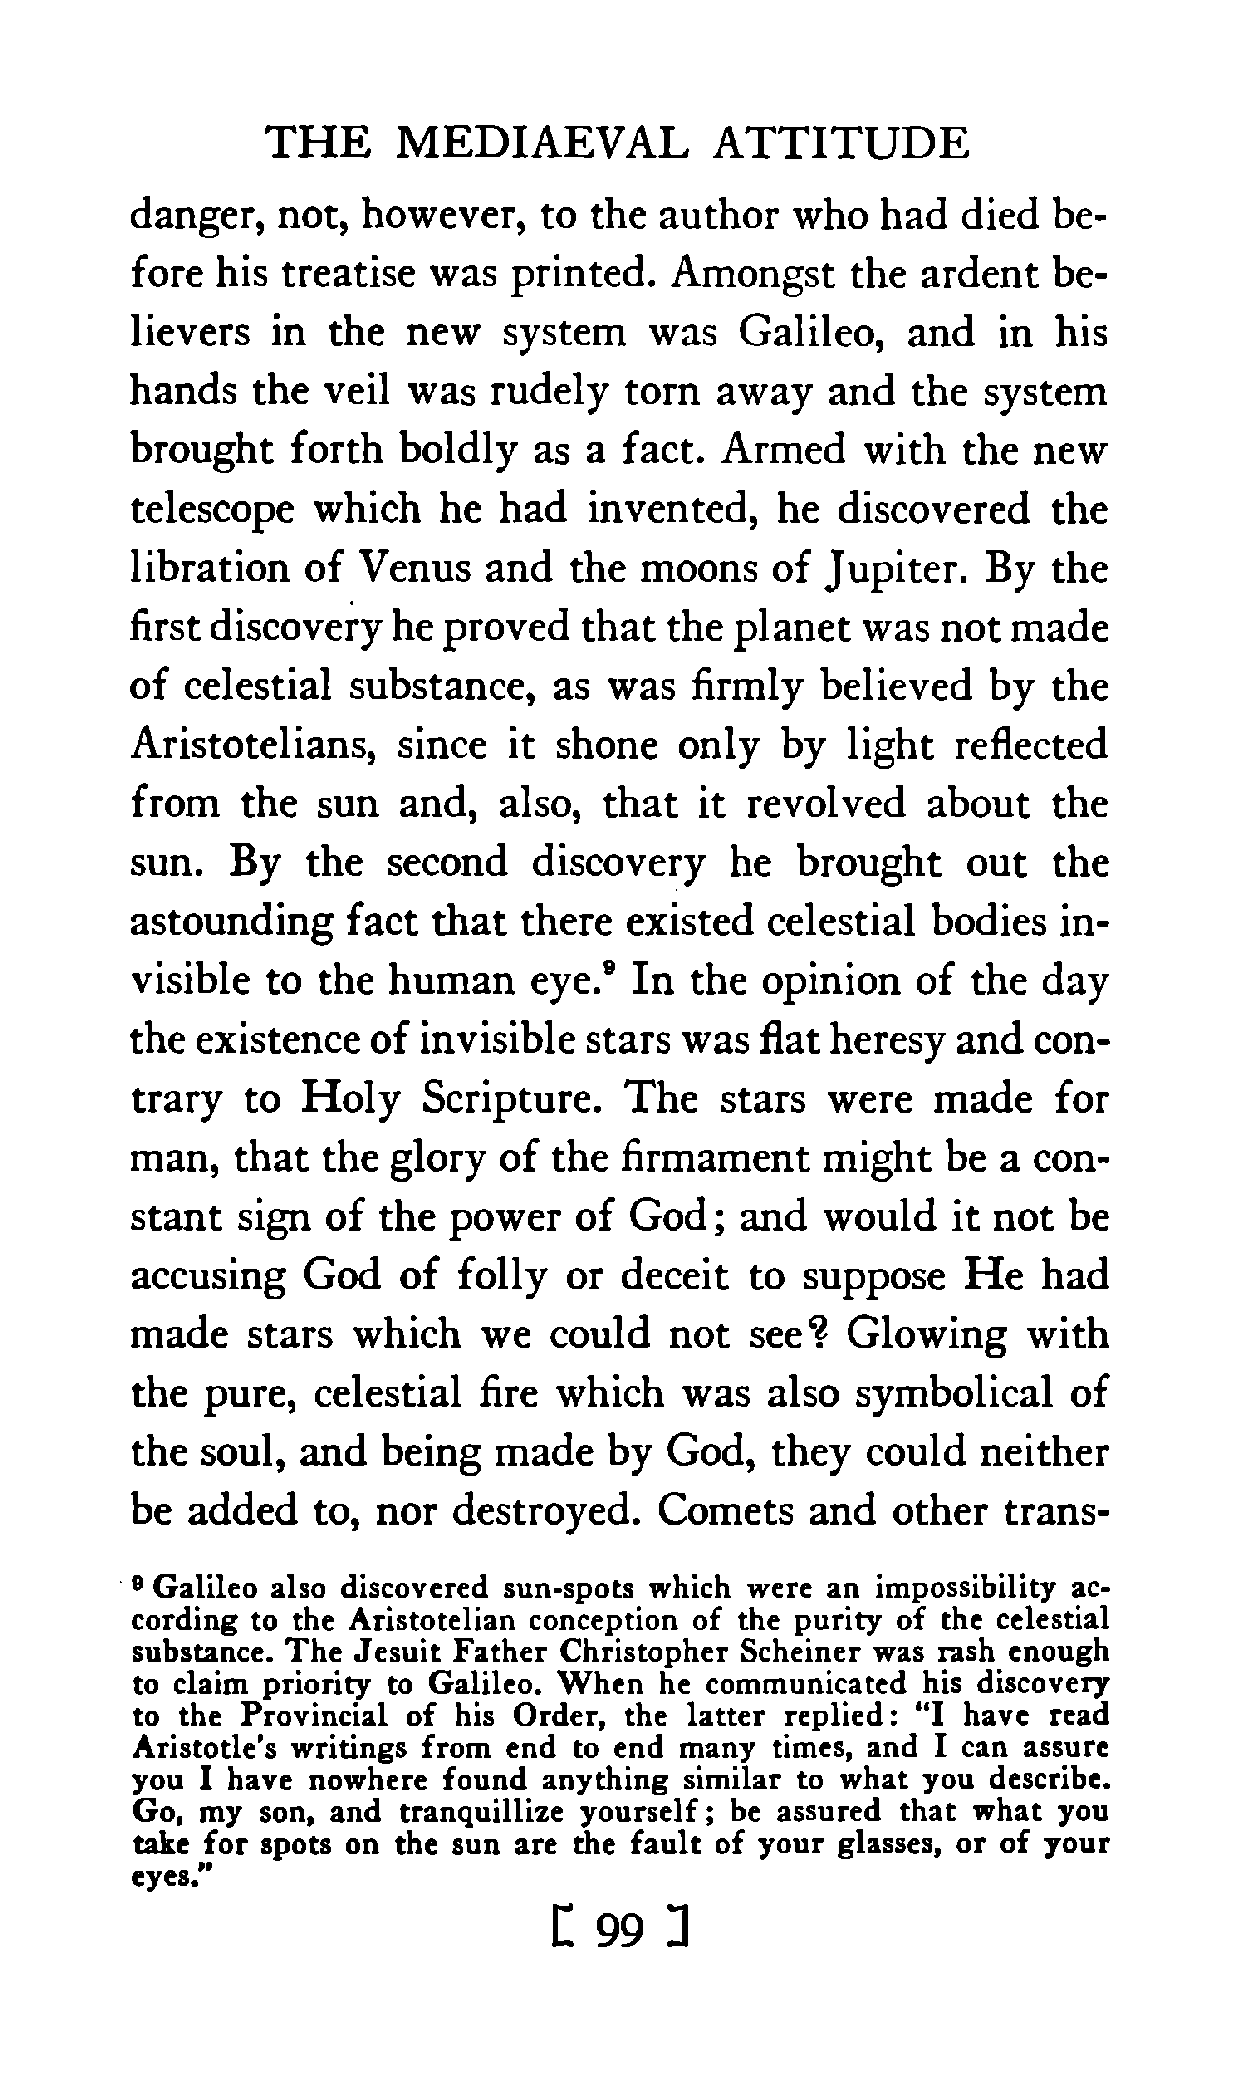 THE MEDIAEVAL ATTITUDE
danger, not, however, to the author who had died be-
fore his treatise was printed. Amongst the ardent be-
lievers in the new system was Galileo, and in his
hands the veil was rudely torn away and the system
brought forth boldly as a fact. Armed with the new
telescope which he had invented, he discovered the
libration of Venus and the moons of Jupiter. By the
first discovery he proved that the planet was not made
of celestial substance, as was firmly believed by the
Aristotelians, since it shone only by light reflected
from the sun and, also, that it revolved about the
sun. By the second discovery he brought out the
astounding fact that there existed celestial bodies in-
visible to the human eye.⁹ In the opinion of the day
the existence of invisible stars was flat heresy and con-
trary to Holy Scripture. The stars were made for
man, that the glory of the firmament might be a con-
stant sign of the power of God; and would it not be
accusing God of folly or deceit to suppose He had
made stars which we could not see? Glowing with
the pure, celestial fire which was also symbolical of
the soul, and being made by God, they could neither
be added to, nor destroyed. Comets and other trans-
⁹ Galileo also discovered sun-spots which were an impossibility ac-
cording to the Aristotelian conception of the purity of the celestial
substance. The Jesuit Father Christopher Scheiner was rash enough
to claim priority to Galileo. When he communicated his discovery
to the Provincial of his Order, the latter replied: "I have read
Aristotle's writings from end to end many times, and I can assure
you I have nowhere found anything similar to what you describe.
Go, my son, and tranquillize yourself; be assured that what you
take for spots on the sun are the fault of your glasses, or of your
eyes."
[ 99 ]